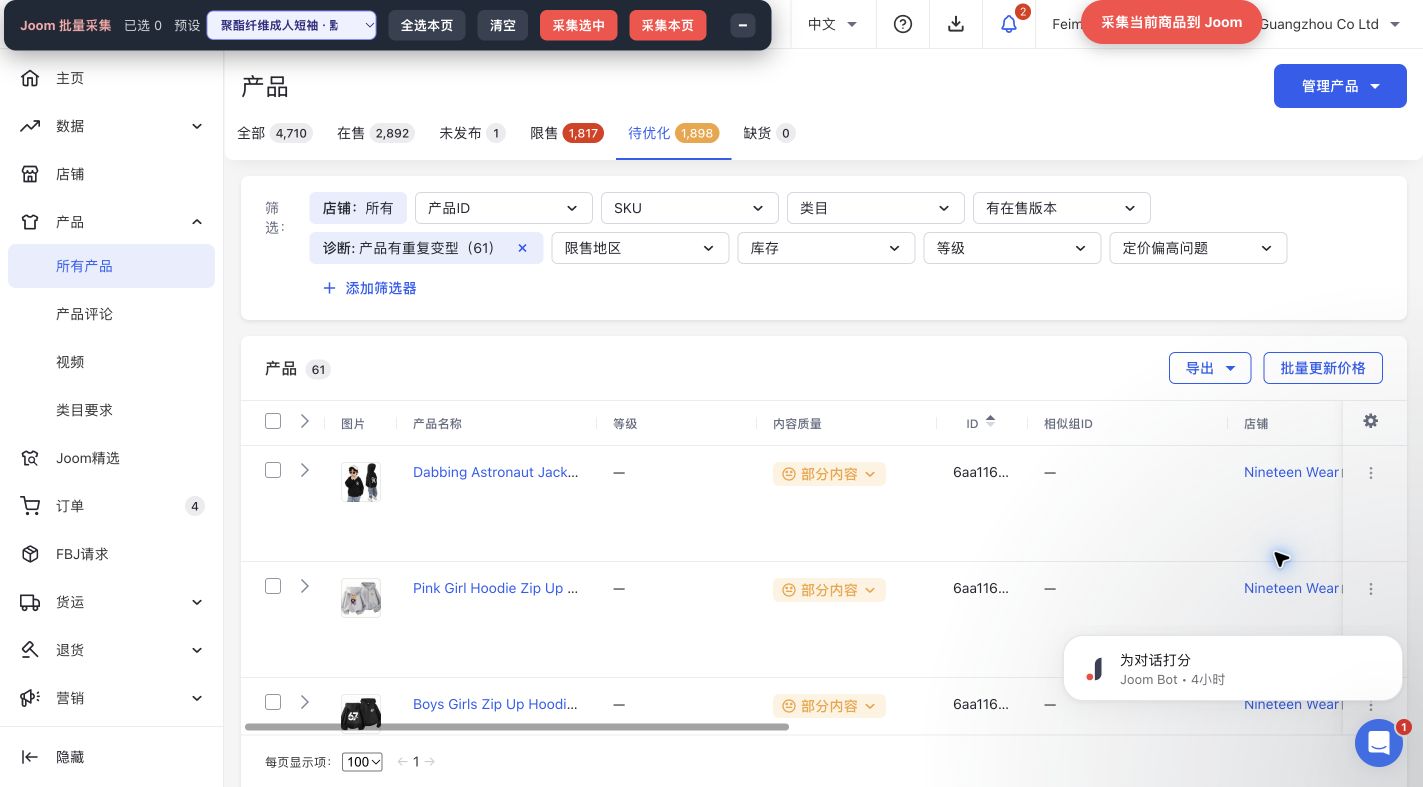 Joom 批量采集 已选 0 预设 聚酯纤维成人短袖 · 全选本页 清空 采集选中 采集本页 −
中文 2 Feim 采集当前商品到 Joom Guangzhou Co Ltd
主页
数据
店铺
产品
所有产品
产品评论
视频
类目要求
Joom精选
订单 4
FBJ请求
货运
退货
营销
隐藏
产品
管理产品
全部 4,710 在售 2,892 未发布 1 限售 1,817 待优化 1,898 缺货 0
筛选:
店铺: 所有 产品ID SKU 类目 有在售版本
诊断: 产品有重复变型（61） × 限售地区 库存 等级 定价偏高问题
+ 添加筛选器
产品 61
导出 批量更新价格
图片 产品名称 等级 内容质量 ID 相似组ID 店铺
Dabbing Astronaut Jack... — 部分内容 6aa116... — Nineteen Wear
Pink Girl Hoodie Zip Up ... — 部分内容 6aa116... — Nineteen Wear
67
Boys Girls Zip Up Hoodi... — 部分内容 6aa116... — Nineteen Wear
每页显示项: 100 ← 1 →
为对话打分
Joom Bot • 4小时
1